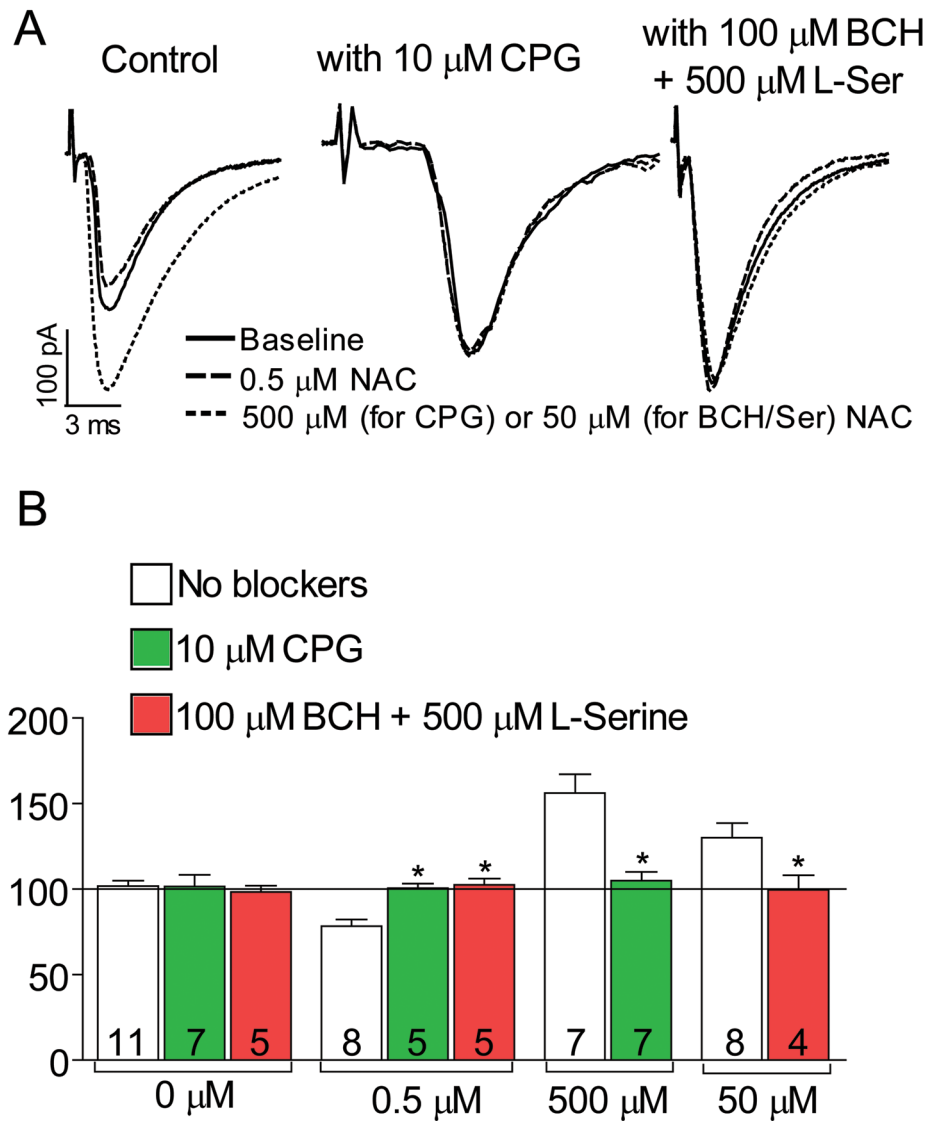 A
Control
with 10 μM CPG
with 100 μM BCH
+ 500 μM L-Ser
100 pA
3 ms
Baseline
0.5 μM NAC
500 μM (for CPG) or 50 μM (for BCH/Ser) NAC
B
No blockers
10 μM CPG
100 μM BCH + 500 μM L-Serine
200
150
100
50
0
* * * *
11 7 5 8 5 5 7 7 8 4
0 μM 0.5 μM 500 μM 50 μM